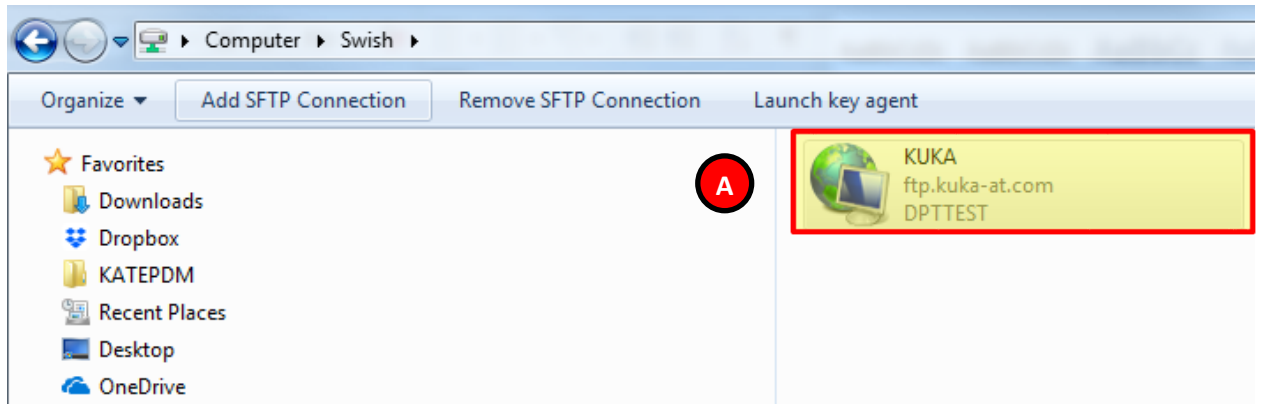 Computer ▸ Swish ▸
Organize ▾ Add SFTP Connection Remove SFTP Connection Launch key agent
Favorites
Downloads
Dropbox
KATEPDM
Recent Places
Desktop
OneDrive
A
KUKA
ftp.kuka-at.com
DPTTEST